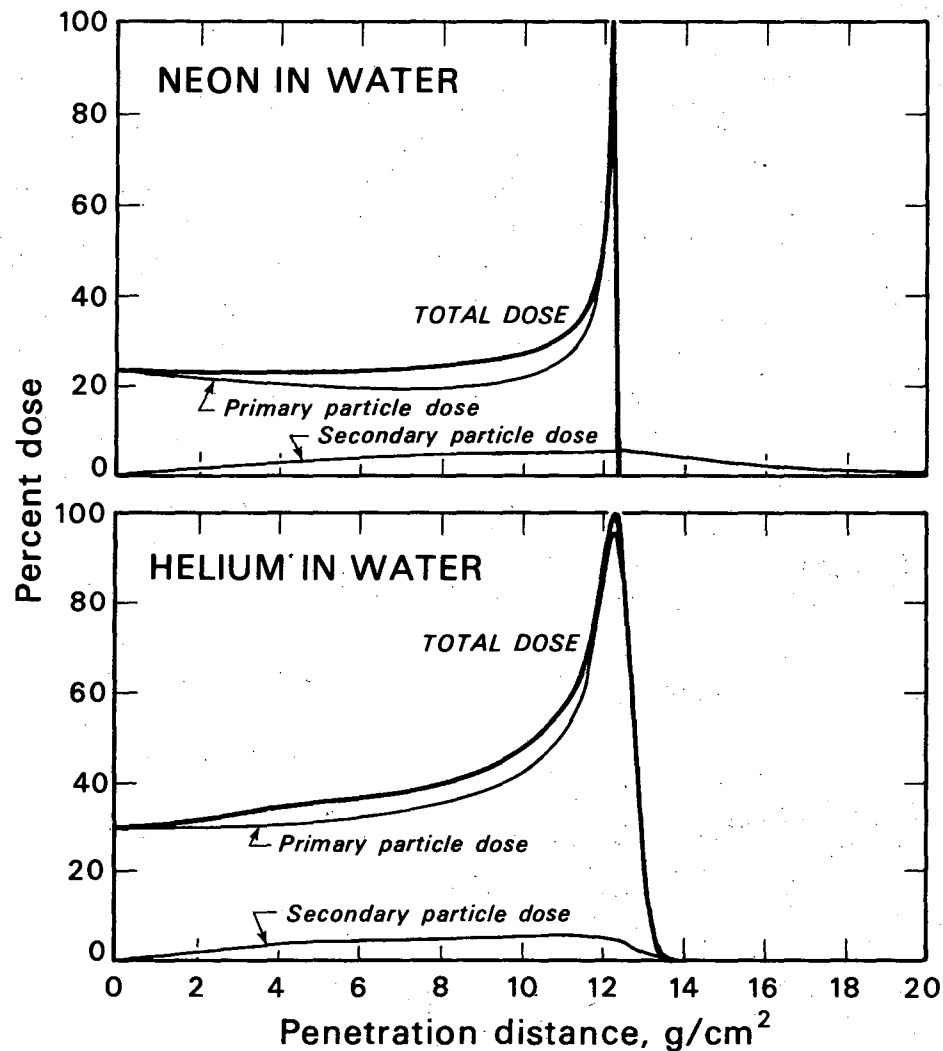 100
NEON IN WATER
80
60
40
TOTAL DOSE
20
Primary particle dose
Secondary particle dose
0
Percent dose
100
HELIUM IN WATER
80
TOTAL DOSE
60
40
Primary particle dose
20
Secondary particle dose
0
0 2 4 6 8 10 12 14 16 18 20
Penetration distance, g/cm²